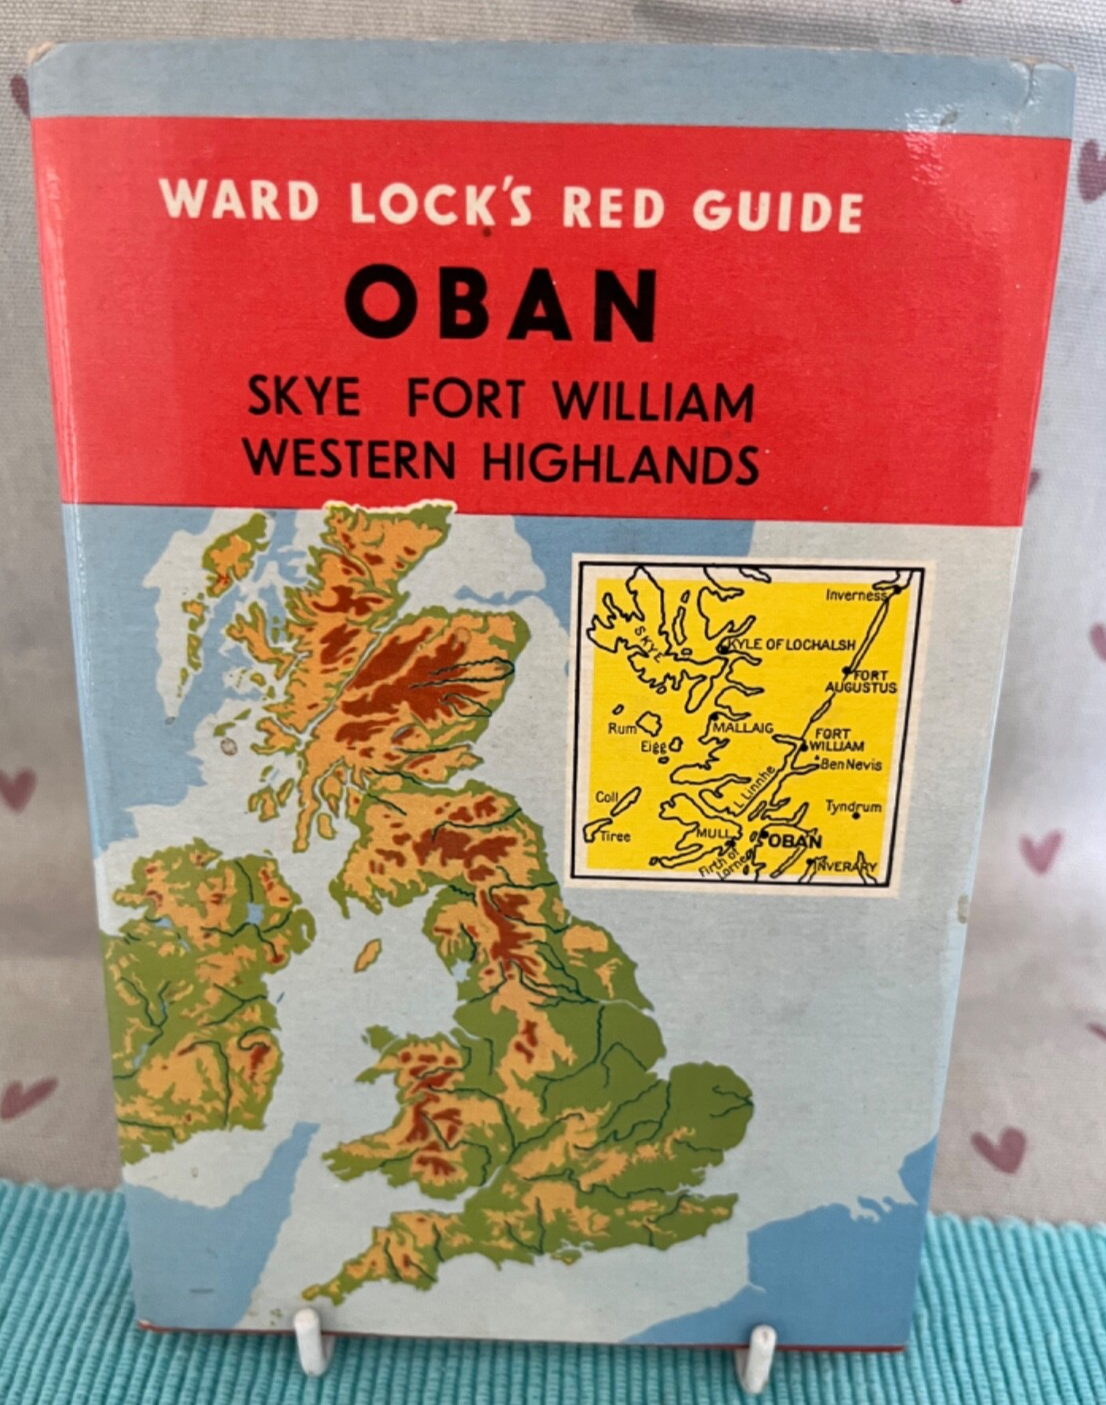 WARD LOCK'S RED GUIDE
OBAN
SKYE FORT WILLIAM
WESTERN HIGHLANDS
Inverness
SKYE
KYLE OF LOCHALSH
FORT
AUGUSTUS
Rum
MALLAIG
Eigg
FORT
WILLIAM
Ben Nevis
L. Linnhe
Coll
Tyndrum
Tiree
MULL
OBAN
Firth of
Lorne
INVERARY